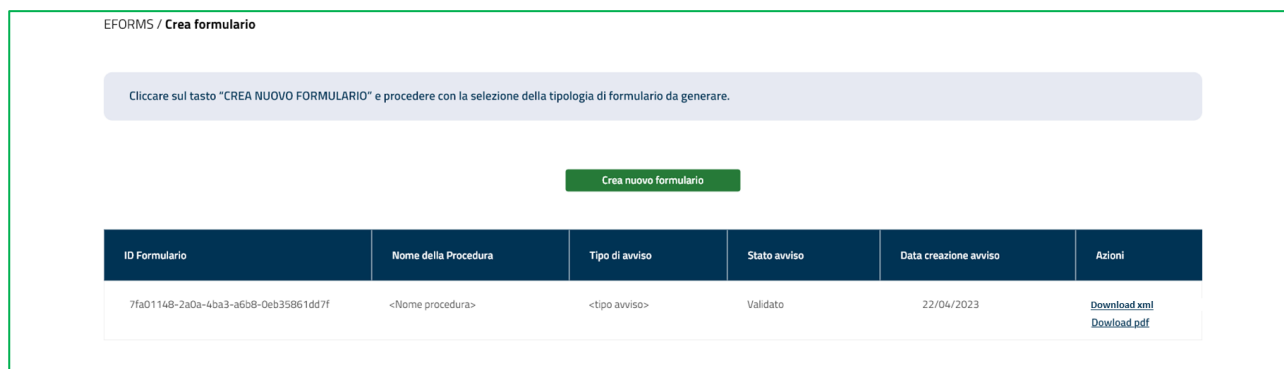 EFORMS / Crea formulario
Cliccare sul tasto “CREA NUOVO FORMULARIO” e procedere con la selezione della tipologia di formulario da generare.
Crea nuovo formulario
ID Formulario Nome della Procedura Tipo di avviso Stato avviso Data creazione avviso Azioni
7fa01148-2a0a-4ba3-a6b8-0eb35861dd7f <Nome procedura> <tipo avviso> Validato 22/04/2023 Download xml
Dowload pdf